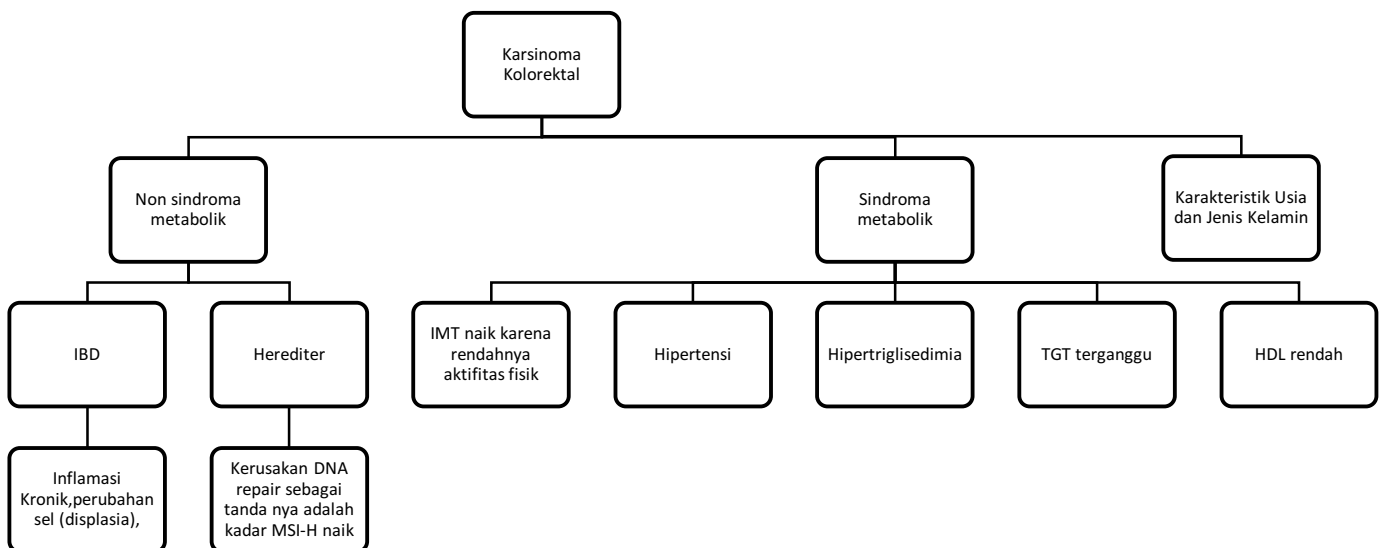 Karsinoma
Kolorektal
Non sindroma
metabolik
Sindroma
metabolik
Karakteristik Usia
dan Jenis Kelamin
IBD
Herediter
IMT naik karena
rendahnya
aktifitas fisik
Hipertensi
Hipertriglisedimia
TGT terganggu
HDL rendah
Inflamasi
Kronik,perubahan
sel (displasia),
Kerusakan DNA
repair sebagai
tanda nya adalah
kadar MSI-H naik